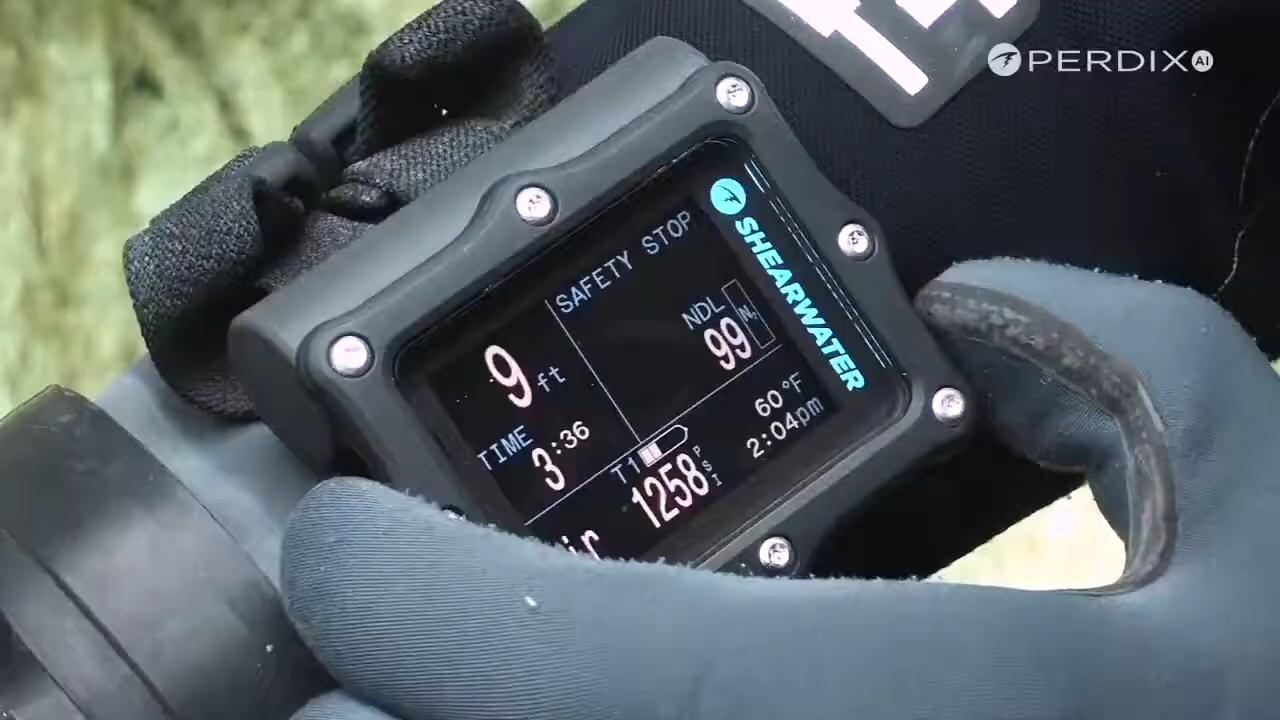 PERDIX AI
SHEARWATER
SAFETY STOP
9 ft
NDL
99
N₂
TIME
3:36
T1
1258 PSI
60°F
2:04pm